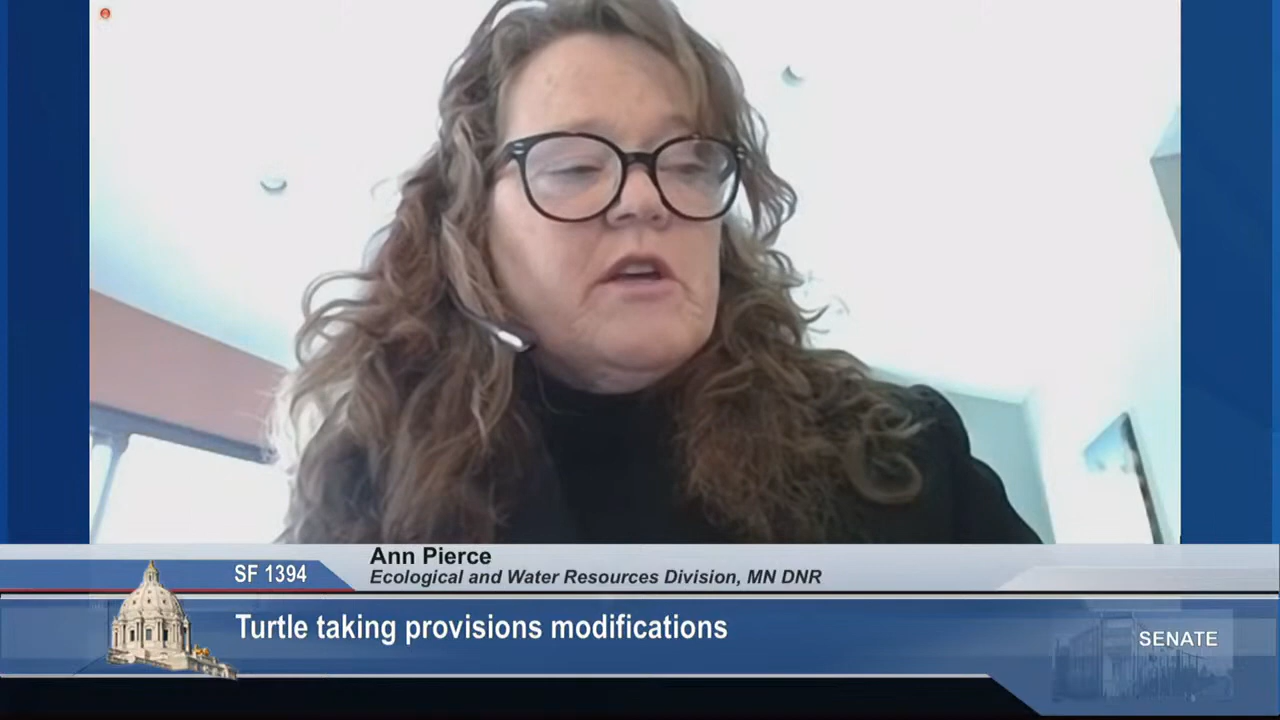 Ann Pierce
SF 1394
Ecological and Water Resources Division, MN DNR
Turtle taking provisions modifications
SENATE